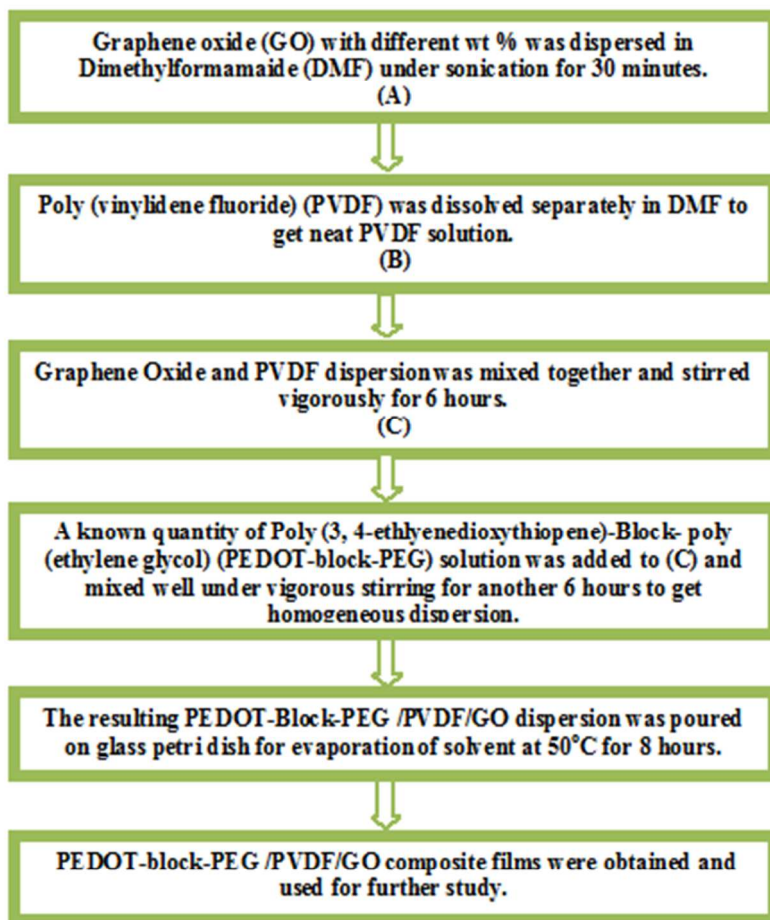 Graphene oxide (GO) with different wt % was dispersed in
Dimethylformamaide (DMF) under sonication for 30 minutes.
(A)
Poly (vinylidene fluoride) (PVDF) was dissolved separately in DMF to
get neat PVDF solution.
(B)
Graphene Oxide and PVDF dispersion was mixed together and stirred
vigorously for 6 hours.
(C)
A known quantity of Poly (3, 4-ethlyenedioxythiopene)-Block- poly
(ethylene glycol) (PEDOT-block-PEG) solution was added to (C) and
mixed well under vigorous stirring for another 6 hours to get
homogeneous dispersion.
The resulting PEDOT-Block-PEG /PVDF/GO dispersion was poured
on glass petri dish for evaporation of solvent at 50°C for 8 hours.
PEDOT-block-PEG /PVDF/GO composite films were obtained and
used for further study.